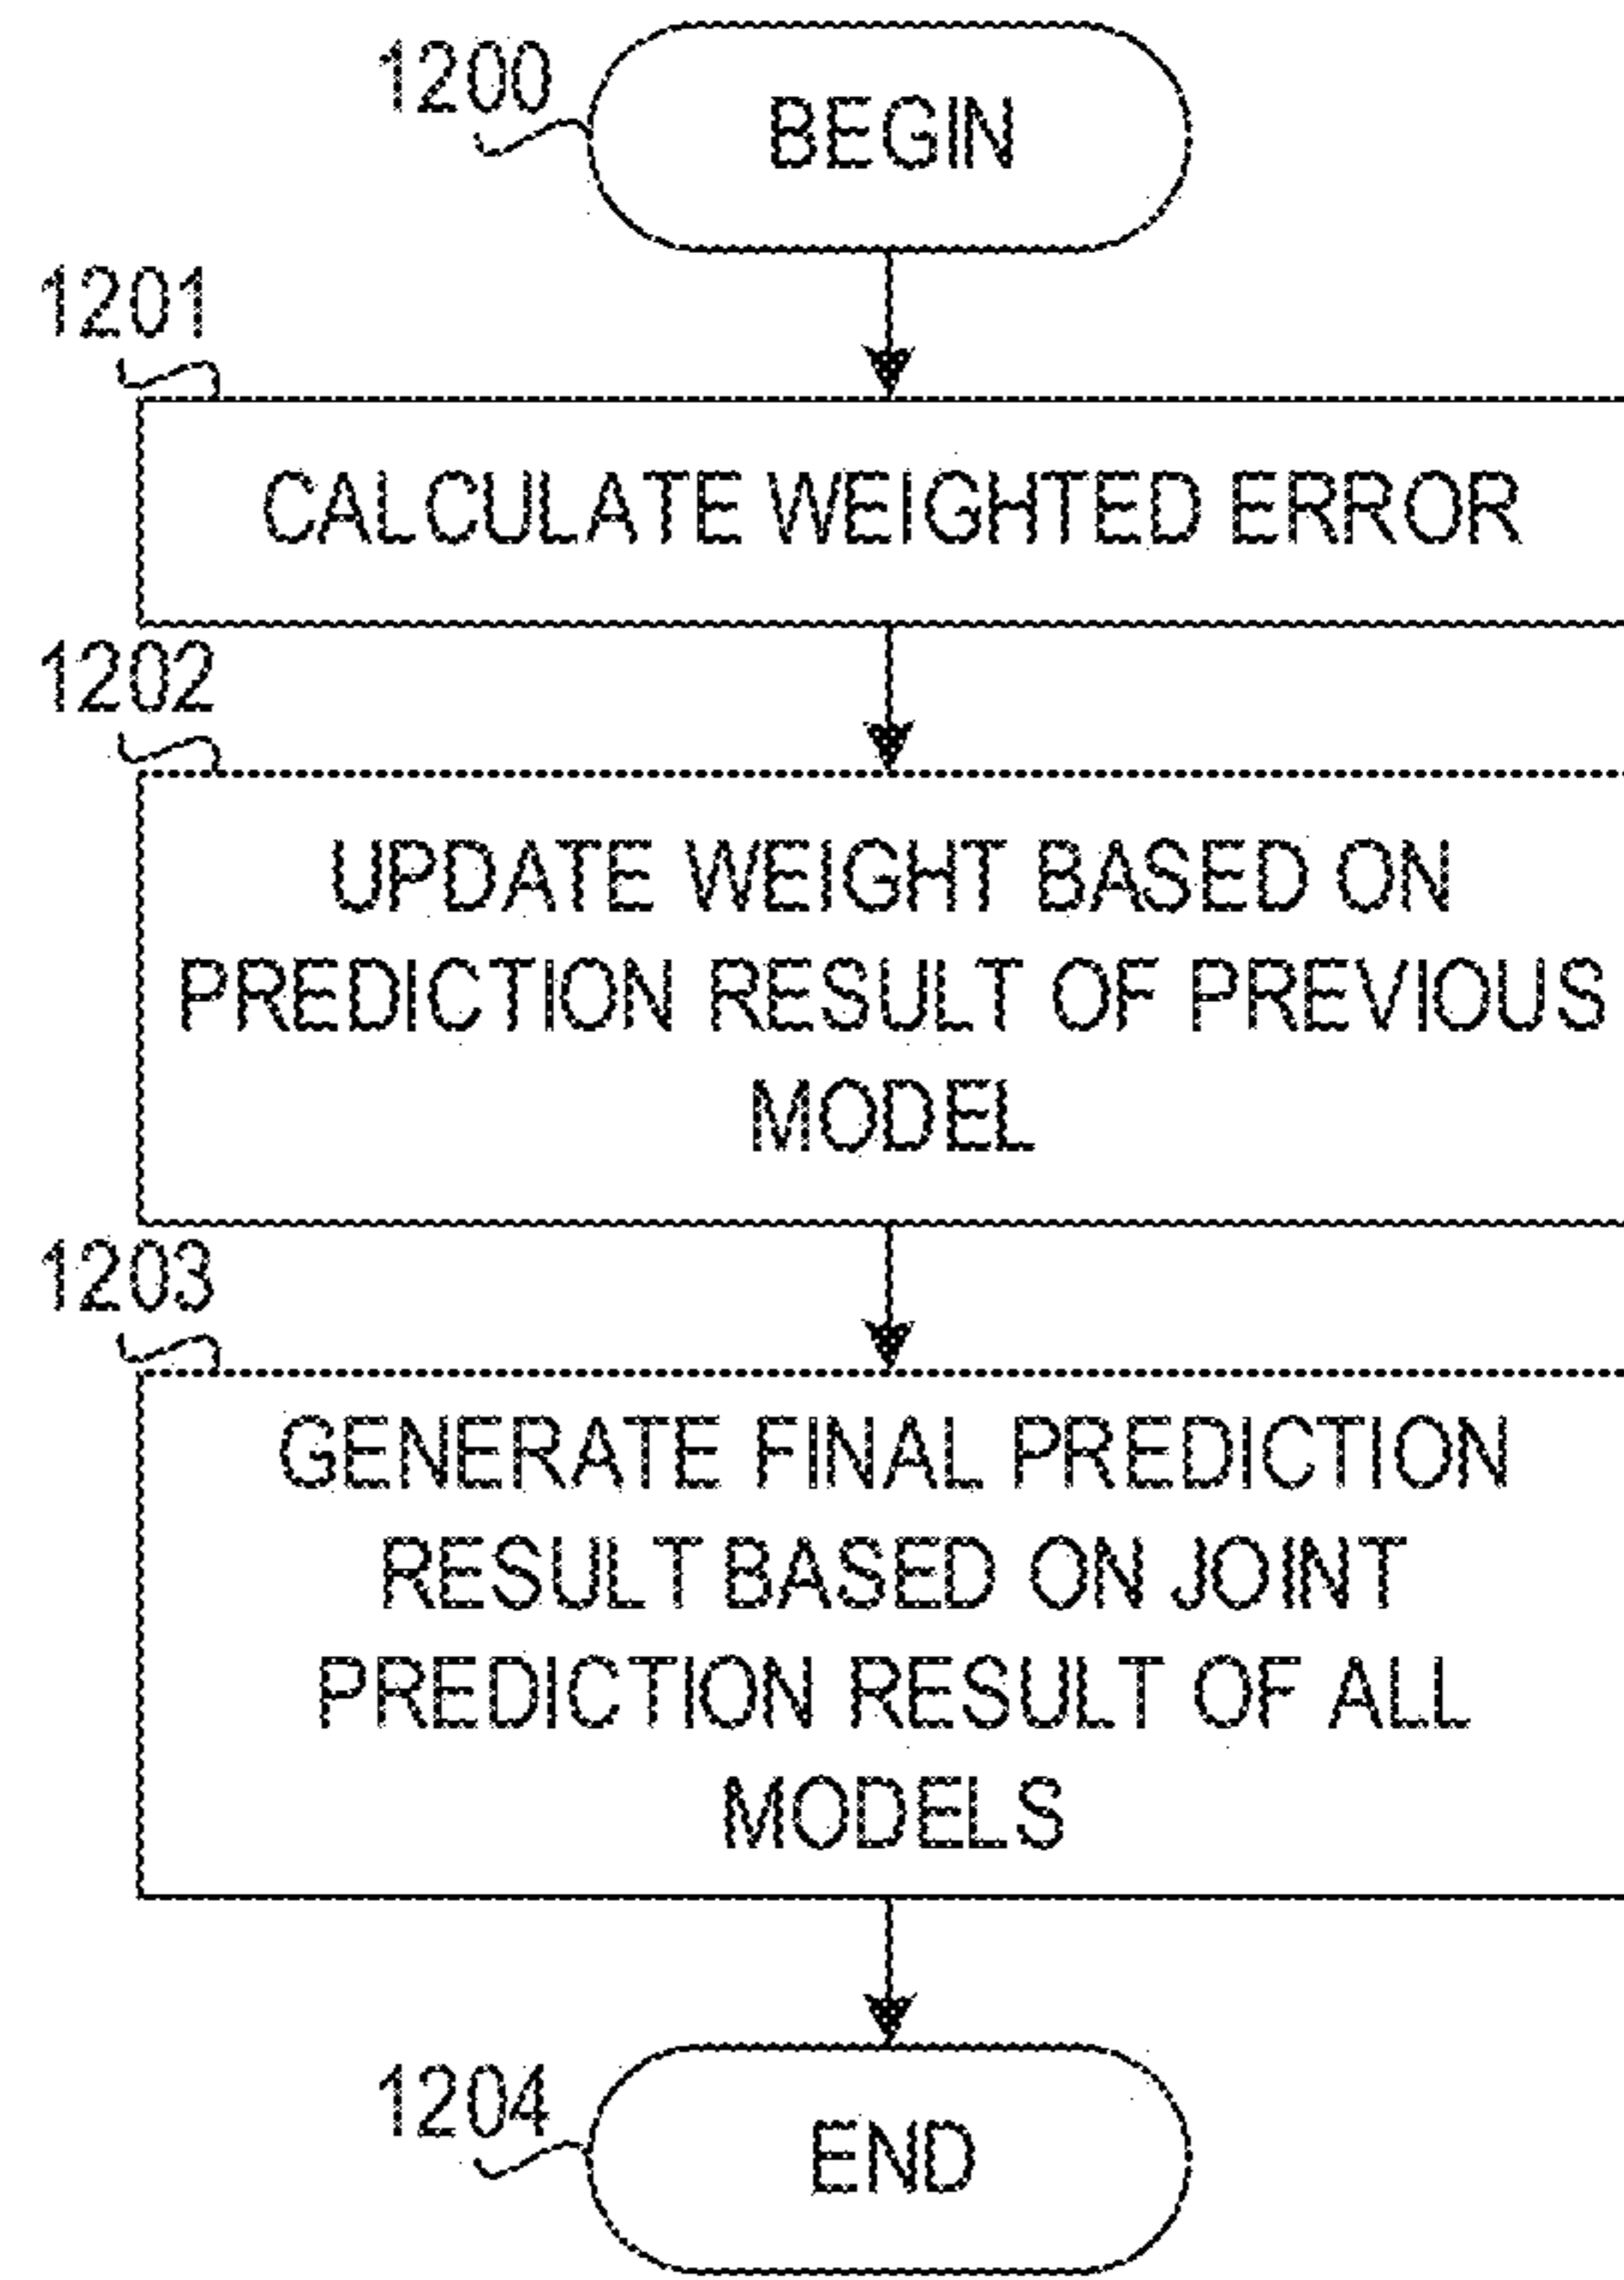 1200
BEGIN
1201
CALCULATE WEIGHTED ERROR
1202
UPDATE WEIGHT BASED ON
PREDICTION RESULT OF PREVIOUS
MODEL
1203
GENERATE FINAL PREDICTION
RESULT BASED ON JOINT
PREDICTION RESULT OF ALL
MODELS
1204
END